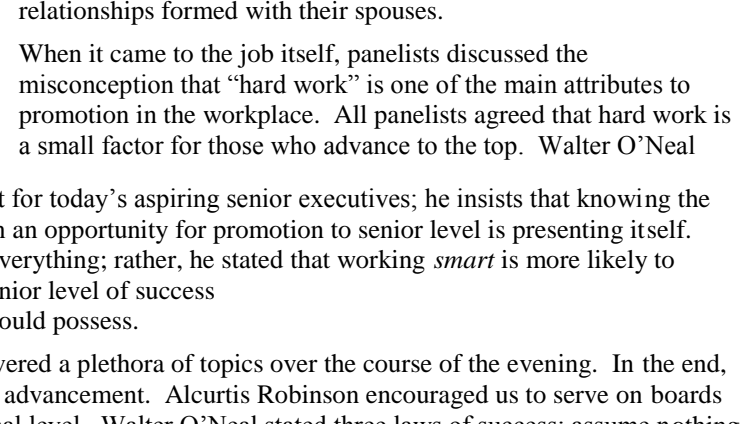 relationships formed with their spouses.
When it came to the job itself, panelists discussed the
misconception that “hard work” is one of the main attributes to
promotion in the workplace.  All panelists agreed that hard work is
a small factor for those who advance to the top.  Walter O’Neal
for today’s aspiring senior executives; he insists that knowing the
an opportunity for promotion to senior level is presenting itself.
rather, he stated that working smart is more likely to
level of success
possess.
a plethora of topics over the course of the evening.  In the end,
advancement.  Alcurtis Robinson encouraged us to serve on boards
level.  Walter O’Neal stated three laws of success: assume nothing